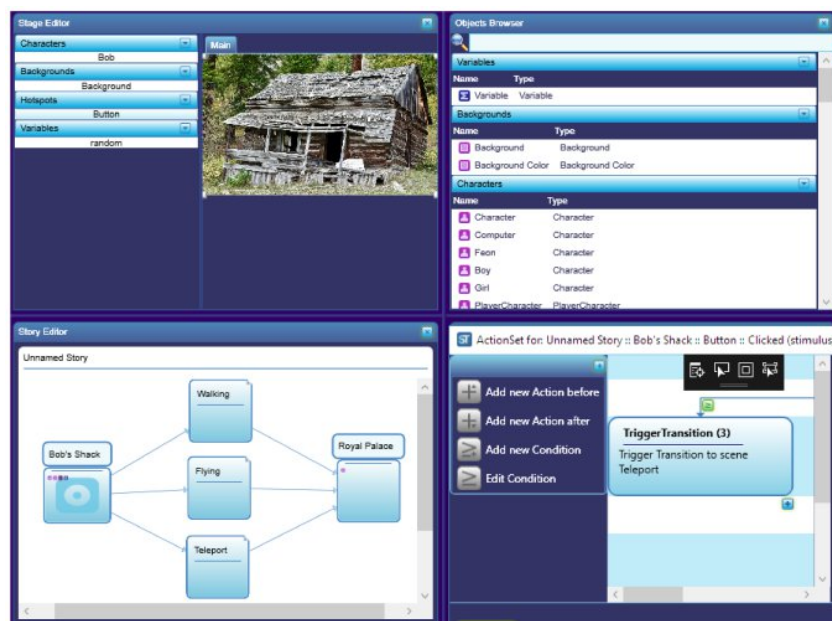 Stage Editor
Characters
Bob
Backgrounds
Background
Hotspots
Button
Variables
random
Main
Objects Browser
Variables
Name Type
Variable Variable
Backgrounds
Name Type
Background Background
Background Color Background Color
Characters
Name Type
Character Character
Computer Character
Feon Character
Boy Character
Girl Character
PlayerCharacter PlayerCharacter
Story Editor
Unnamed Story
Walking
Bob's Shack
Royal Palace
Flying
Teleport
ST ActionSet for: Unnamed Story :: Bob's Shack :: Button :: Clicked (stimulus
Add new Action before
Add new Action after
Add new Condition
Edit Condition
TriggerTransition (3)
Trigger Transition to scene
Teleport